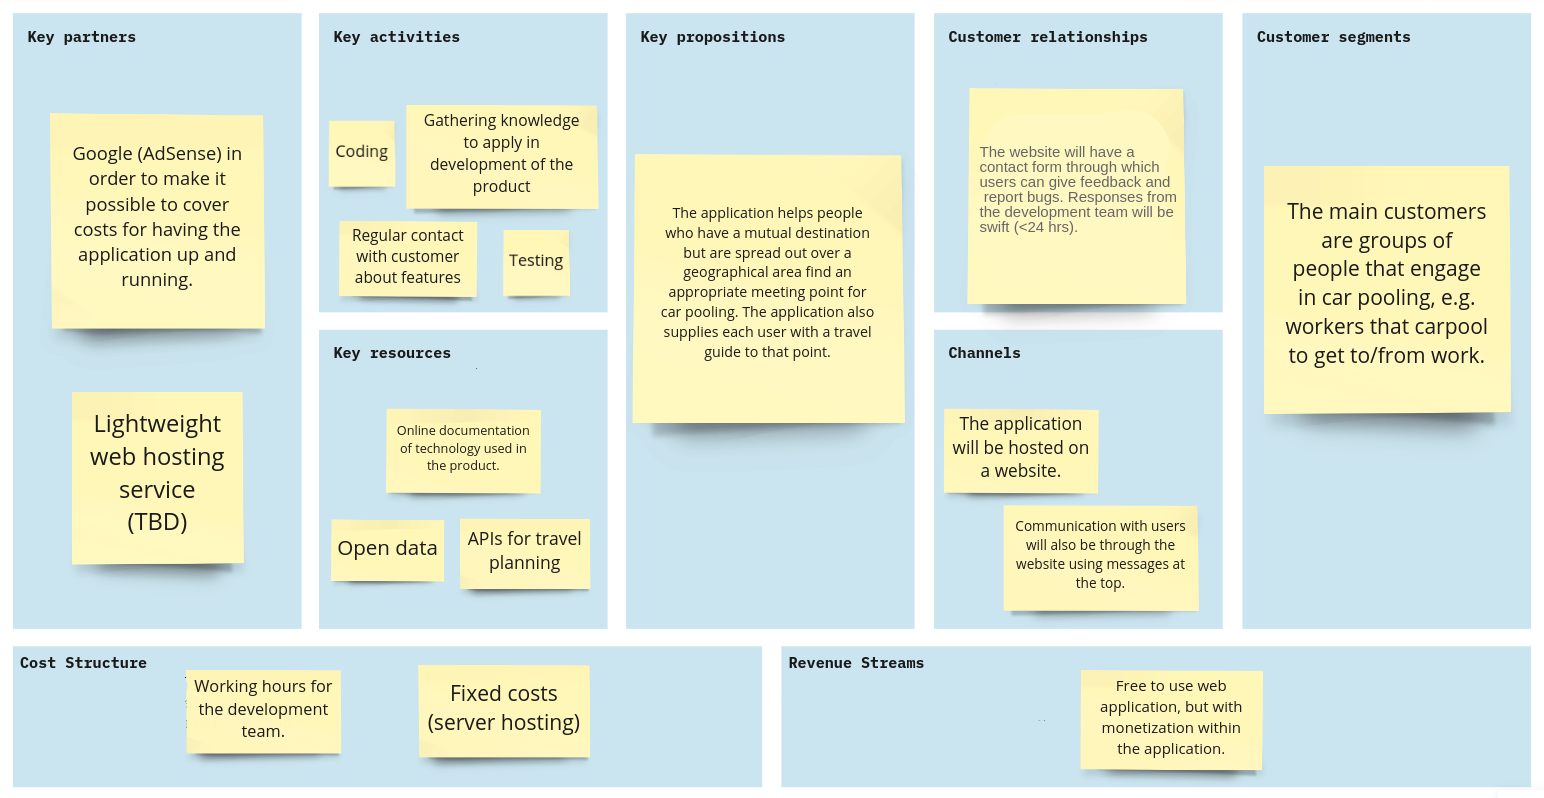 Key partners
Google (AdSense) in
order to make it
possible to cover
costs for having the
application up and
running.
Lightweight
web hosting
service
(TBD)
Key activities
Coding
Gathering knowledge
to apply in
development of the
product
Regular contact
with customer
about features
Testing
Key resources
Online documentation
of technology used in
the product.
Open data
APIs for travel
planning
Key propositions
The application helps people
who have a mutual destination
but are spread out over a
geographical area find an
appropriate meeting point for
car pooling. The application also
supplies each user with a travel
guide to that point.
Customer relationships
The website will have a
contact form through which
users can give feedback and
report bugs. Responses from
the development team will be
swift (<24 hrs).
Channels
The application
will be hosted on
a website.
Communication with users
will also be through the
website using messages at
the top.
Customer segments
The main customers
are groups of
people that engage
in car pooling, e.g.
workers that carpool
to get to/from work.
Cost Structure
Working hours for
the development
team.
Fixed costs
(server hosting)
Revenue Streams
Free to use web
application, but with
monetization within
the application.